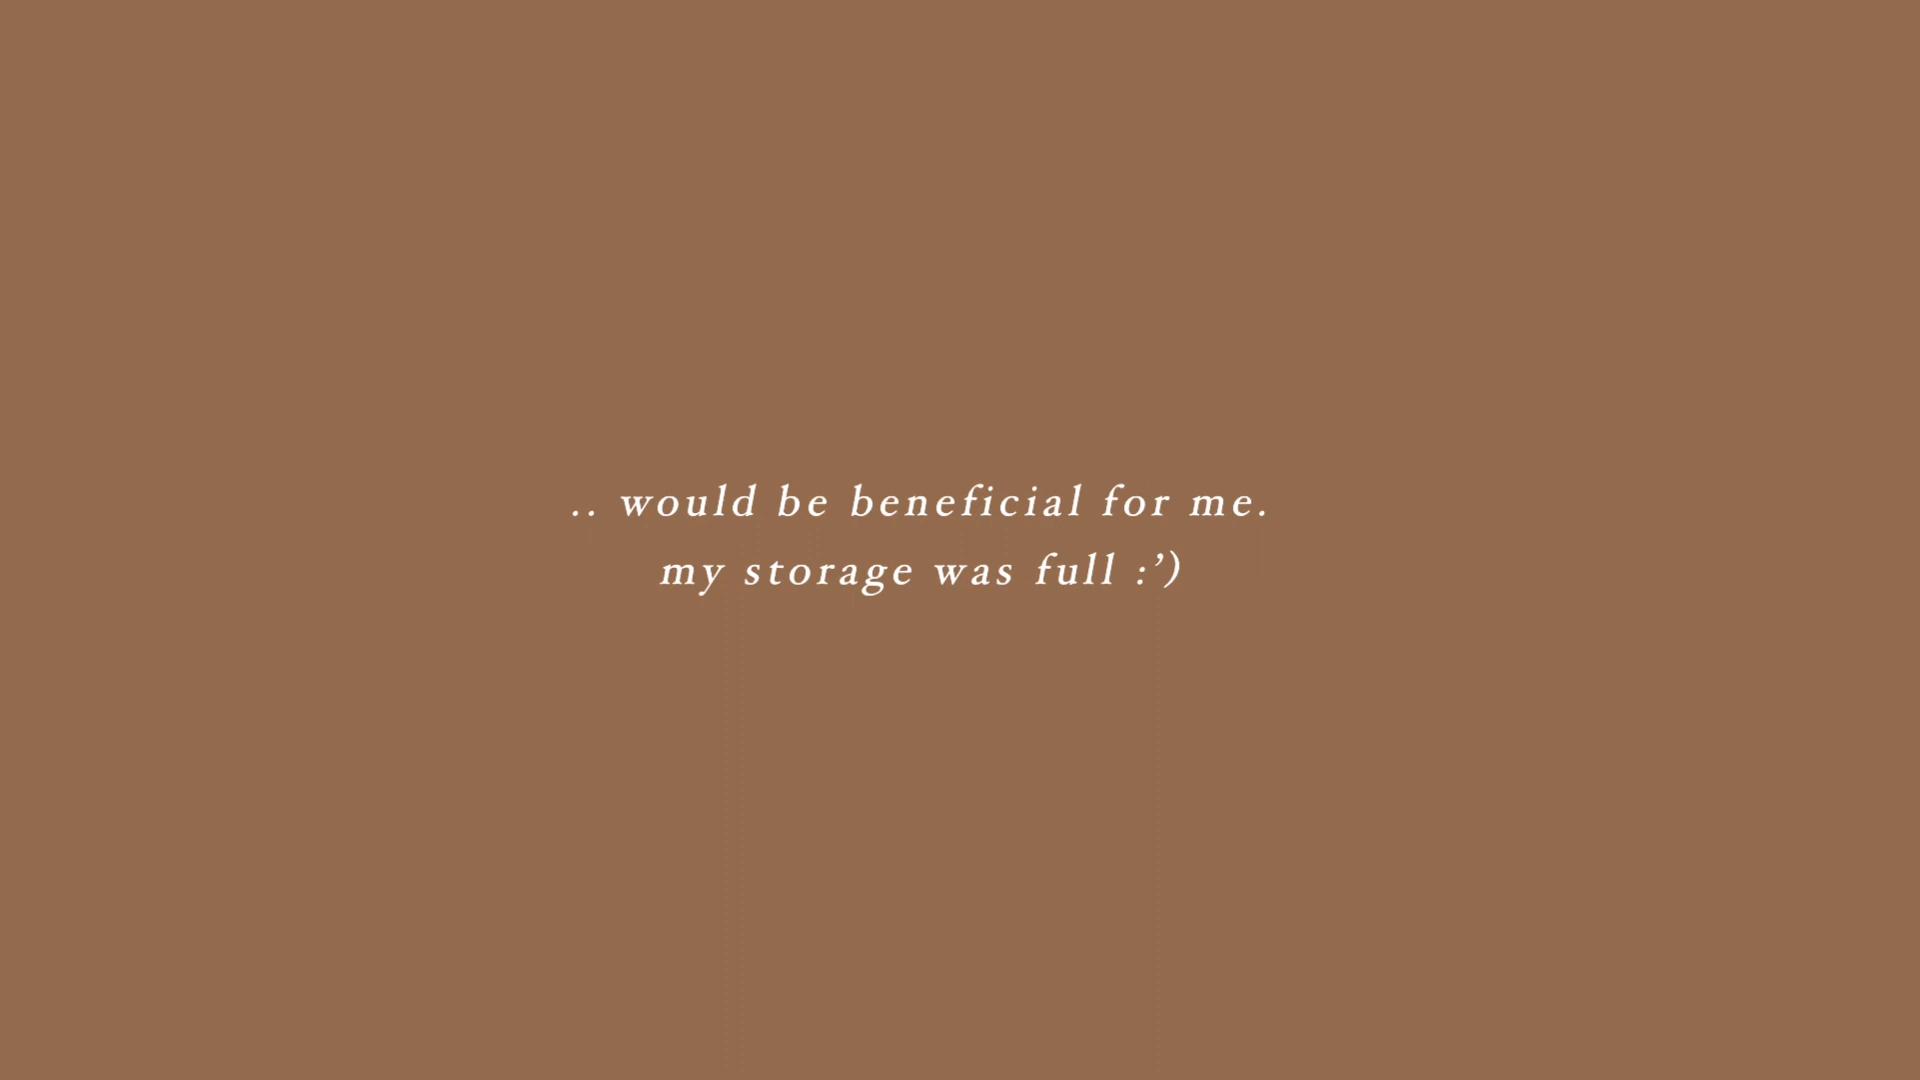 .. would be beneficial for me.
my storage was full :’)